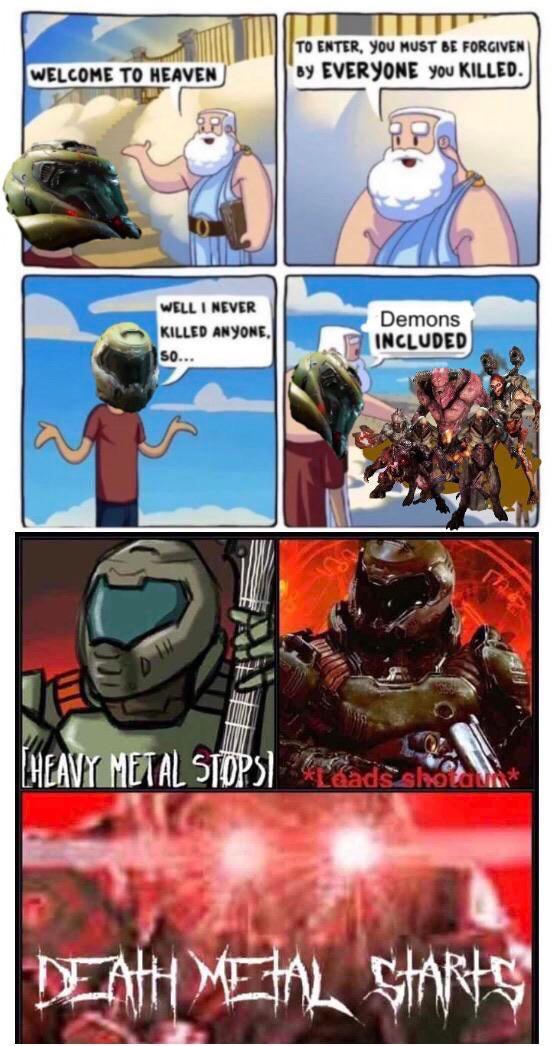 WELCOME TO HEAVEN
TO ENTER, YOU MUST BE FORGIVEN
BY EVERYONE YOU KILLED.
WELL I NEVER
KILLED ANYONE,
SO...
Demons
INCLUDED
[HEAVY METAL STOPS]
*Loads shotgun*
DEATH METAL STARTS